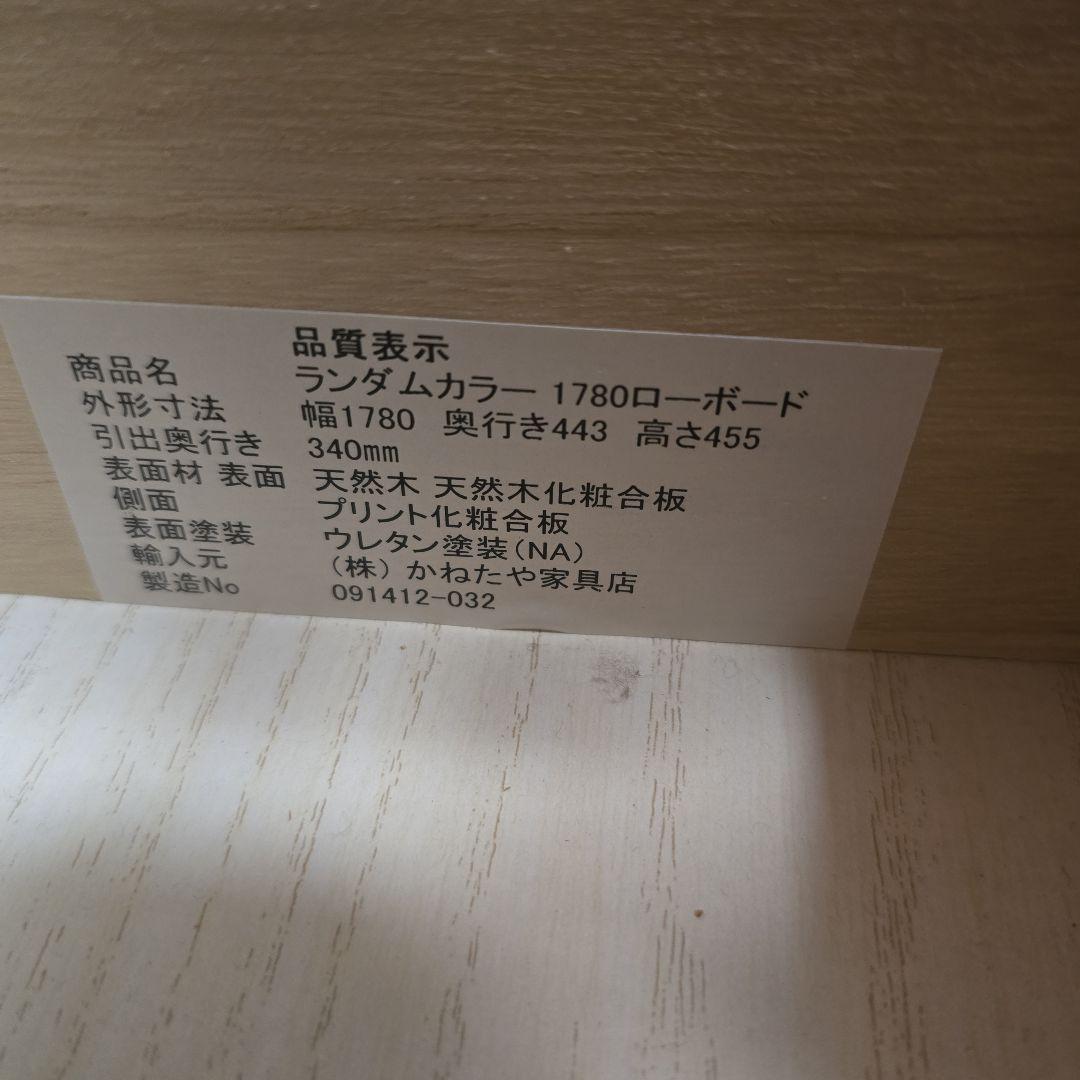 品質表示
商品名 ランダムカラー 1780ローボード
外形寸法 幅1780 奥行き443 高さ455
引出奥行き 340mm
表面材 表面 天然木 天然木化粧合板
側面 プリント化粧合板
表面塗装 ウレタン塗装(NA)
輸入元 (株) かねたや家具店
製造No 091412-032